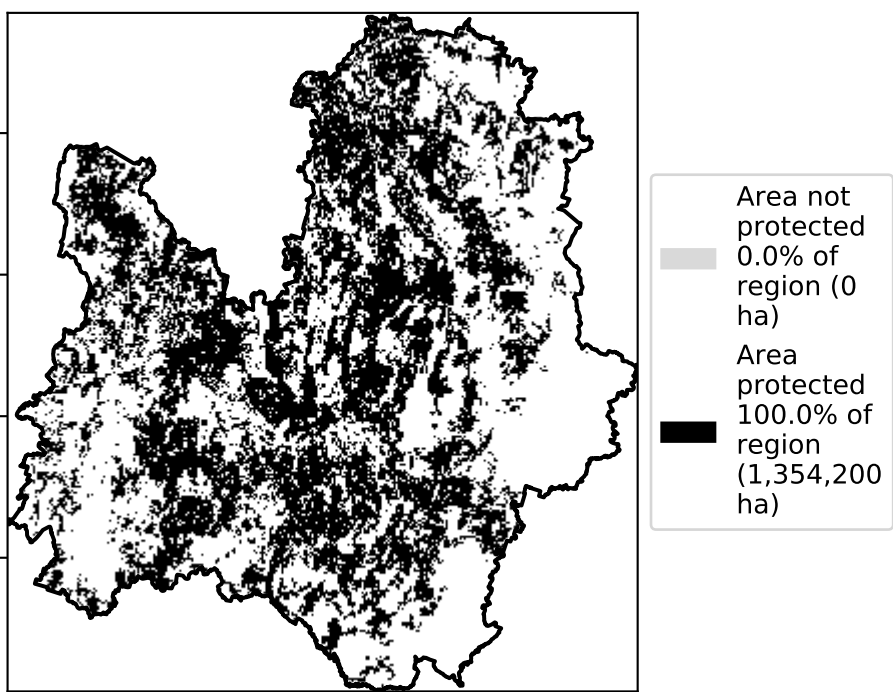 Area not
protected
0.0% of
region (0
ha)
Area
protected
100.0% of
region
(1,354,200
ha)